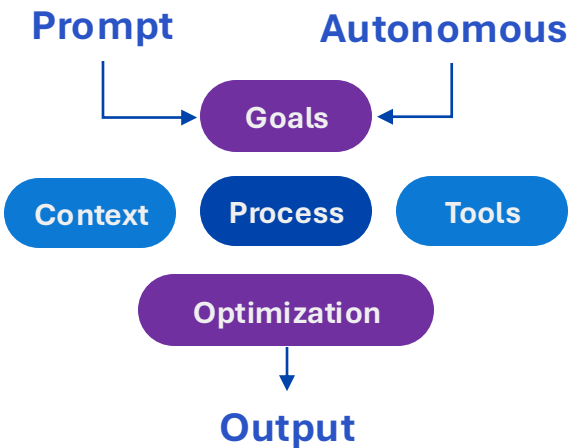 Prompt
Autonomous
Goals
Context
Process
Tools
Optimization
Output